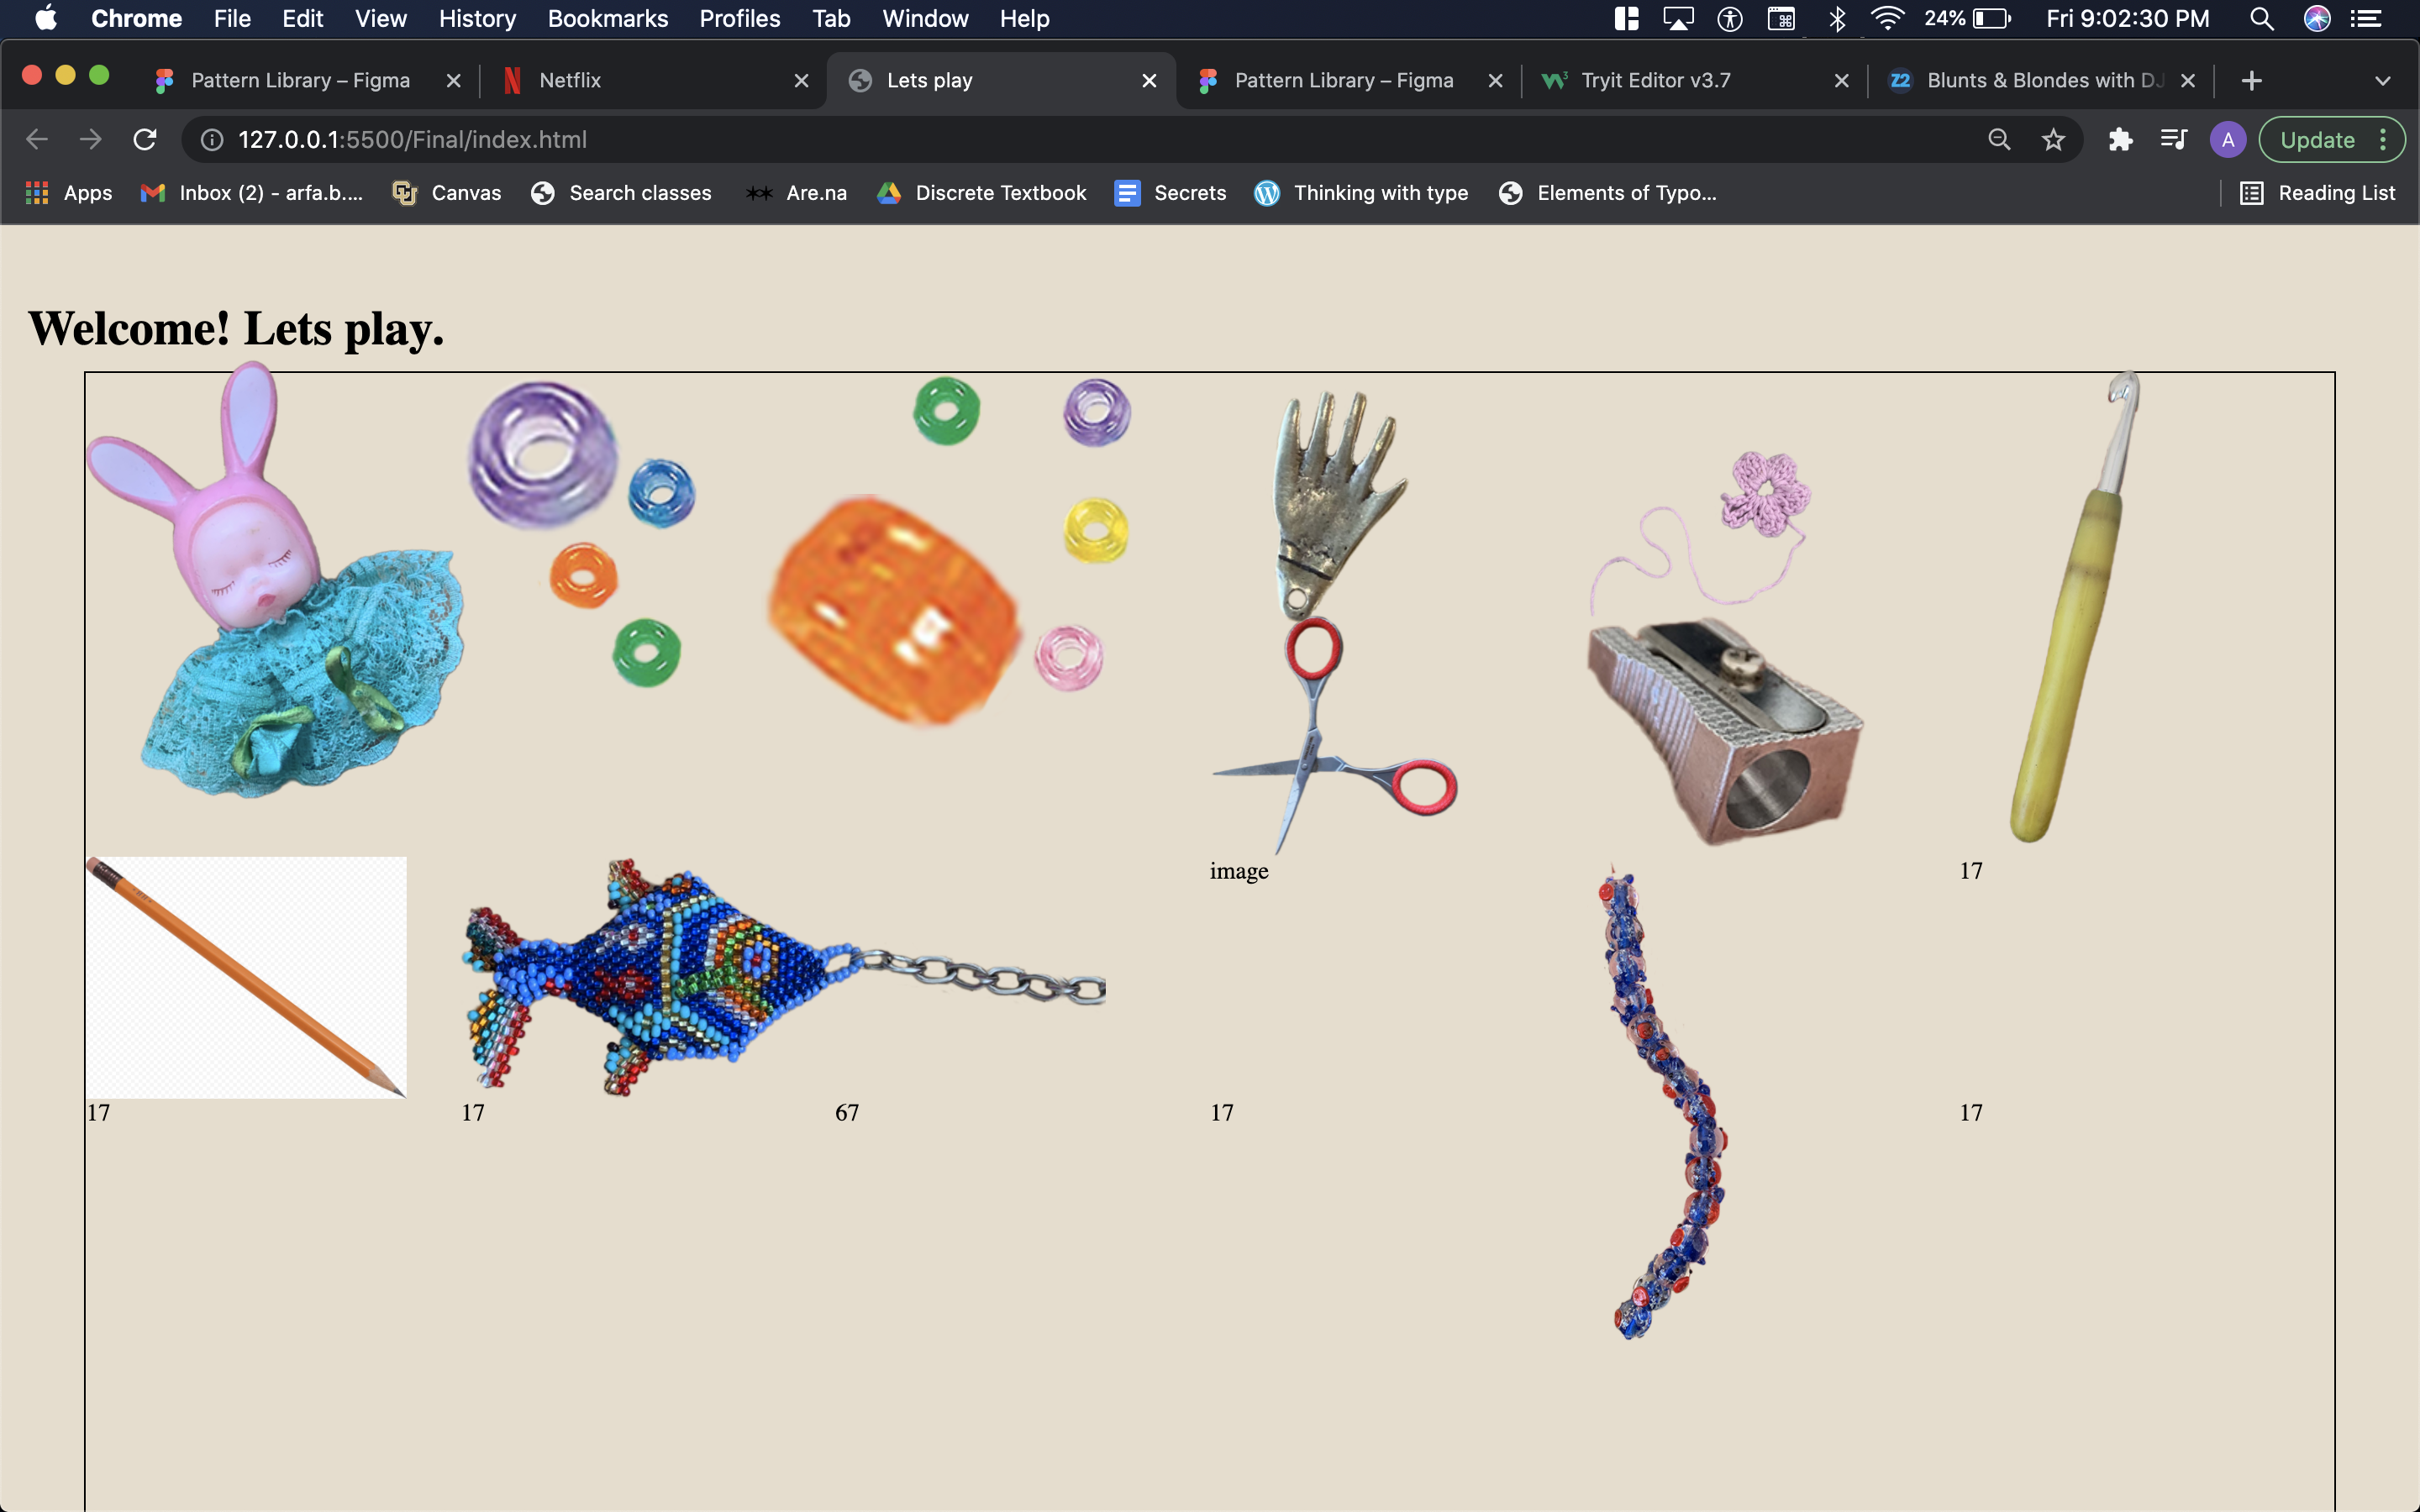 Chrome File Edit View History Bookmarks Profiles Tab Window Help 24% Fri 9:02:30 PM
Pattern Library – Figma Netflix Lets play Pattern Library – Figma Tryit Editor v3.7 Blunts & Blondes with DJ
127.0.0.1:5500/Final/index.html A Update
Apps Inbox (2) - arfa.b.... Canvas Search classes Are.na Discrete Textbook Secrets Thinking with type Elements of Typo... Reading List
Welcome! Lets play.
image 17
17 17 67 17 17